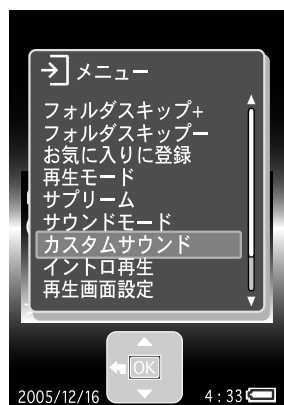 メニュー
フォルダスキップ+
フォルダスキップー
お気に入りに登録
再生モード
サプリーム
サウンドモード
カスタムサウンド
イントロ再生
再生画面設定
OK
2005/12/16
4:33